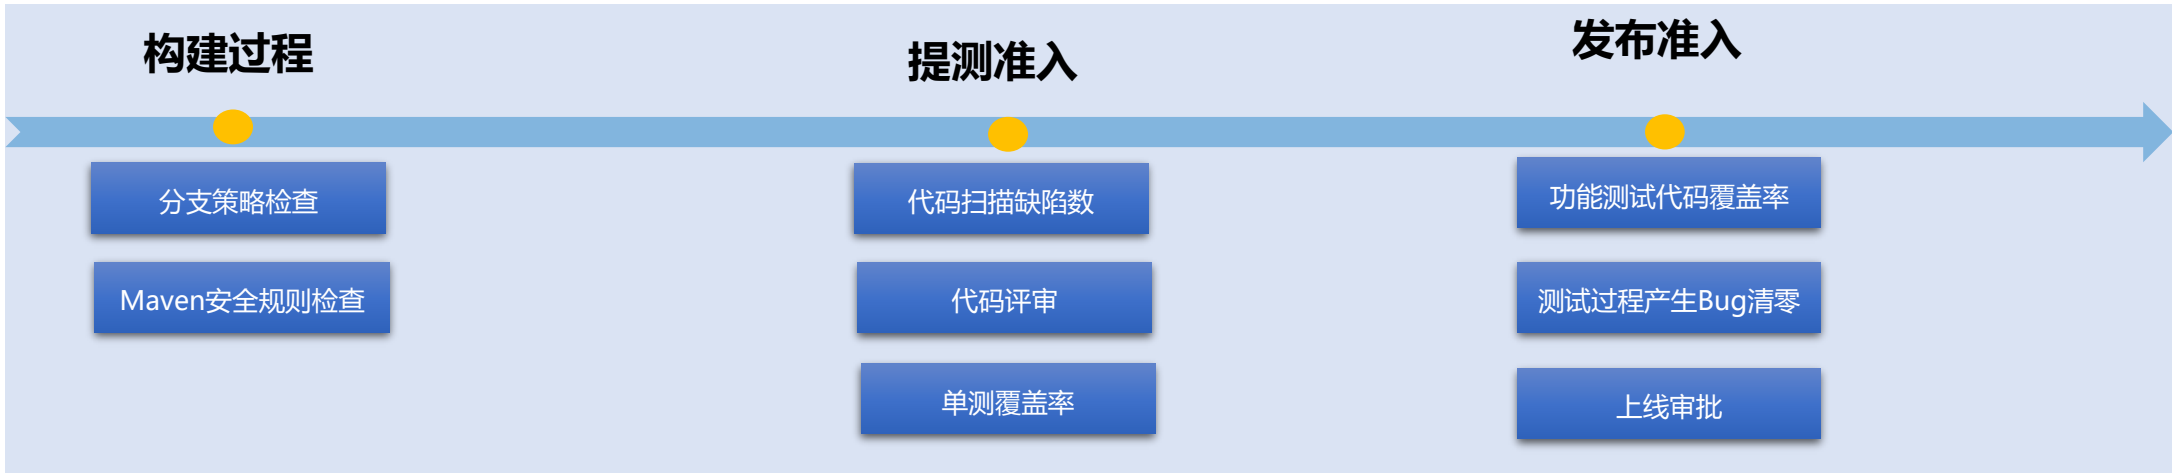 构建过程
提测准入
发布准入
分支策略检查
Maven安全规则检查
代码扫描缺陷数
代码评审
单测覆盖率
功能测试代码覆盖率
测试过程产生Bug清零
上线审批